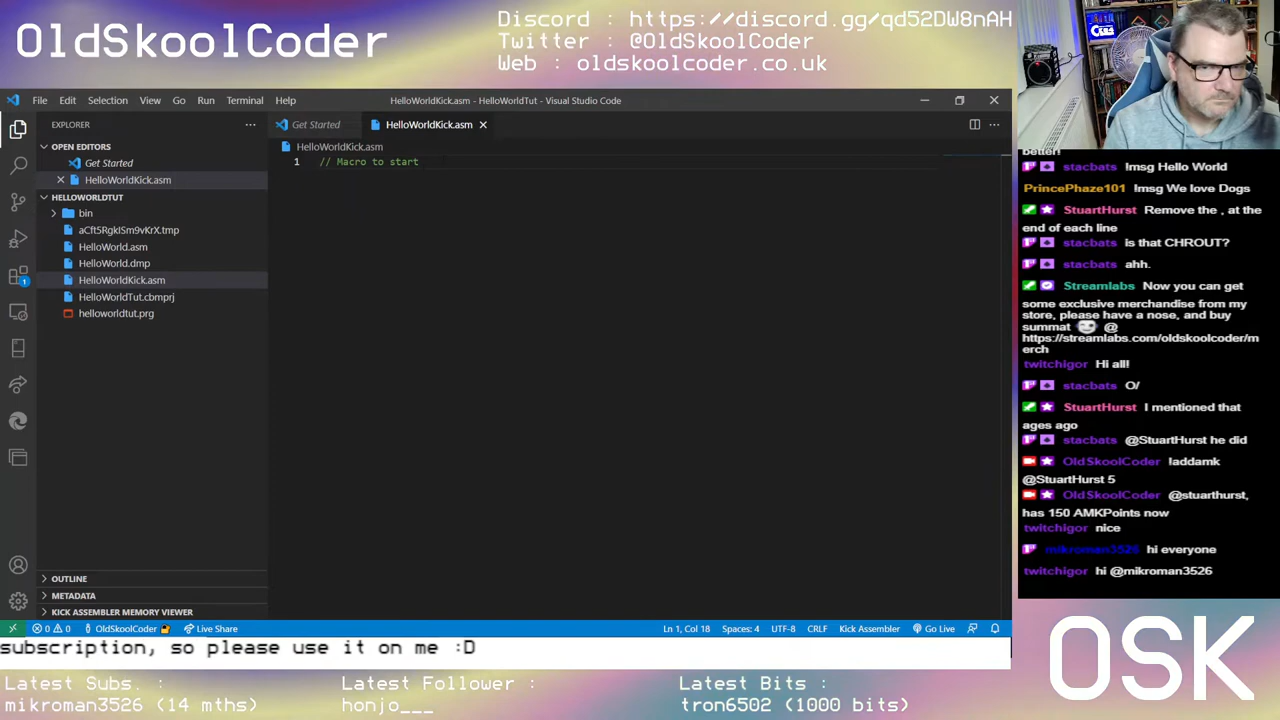 OldSkoolCoder
Discord : https://discord.gg/qd52DW8nAH
Twitter : @OldSkoolCoder
Web : oldskoolcoder.co.uk
File Edit Selection View Go Run Terminal Help
HelloWorldKick.asm - HelloWorldTut - Visual Studio Code
EXPLORER
Get Started
HelloWorldKick.asm
OPEN EDITORS
Get Started
HelloWorldKick.asm
HELLOWORLDTUT
bin
HelloWorld.asm
HelloWorld.dmp
HelloWorldKick.asm
HelloWorldTut.cbmprj
helloworldtut.prg
OUTLINE
METADATA
KICK ASSEMBLER MEMORY VIEWER
HelloWorldKick.asm
1 // Macro to start
0 0 OldSkoolCoder Live Share
Ln 1, Col 18 Spaces: 4 UTF-8 CRLF Kick Assembler Go Live
better!
stacbats !msg Hello World
PrincePhaze101 !msg We love Dogs
StuartHurst Remove the , at the
end of each line
stacbats is that CHROUT?
stacbats ahh.
Streamlabs Now you can get
some exclusive merchandise from my
store, please have a nose, and buy
summat @
https://streamlabs.com/oldskoolcoder/m
erch
twitchigor Hi all!
stacbats O/
StuartHurst I mentioned that
ages ago
stacbats @StuartHurst he did
OldSkoolCoder !addamk
@StuartHurst 5
OldSkoolCoder @stuarthurst,
has 150 AMKPoints now
twitchigor nice
mikroman3526 hi everyone
twitchigor hi @mikroman3526
subscription, so please use it on me :D
Latest Subs. :
mikroman3526 (14 mths)
Latest Follower :
honjo___
Latest Bits :
tron6502 (1000 bits)
OSK